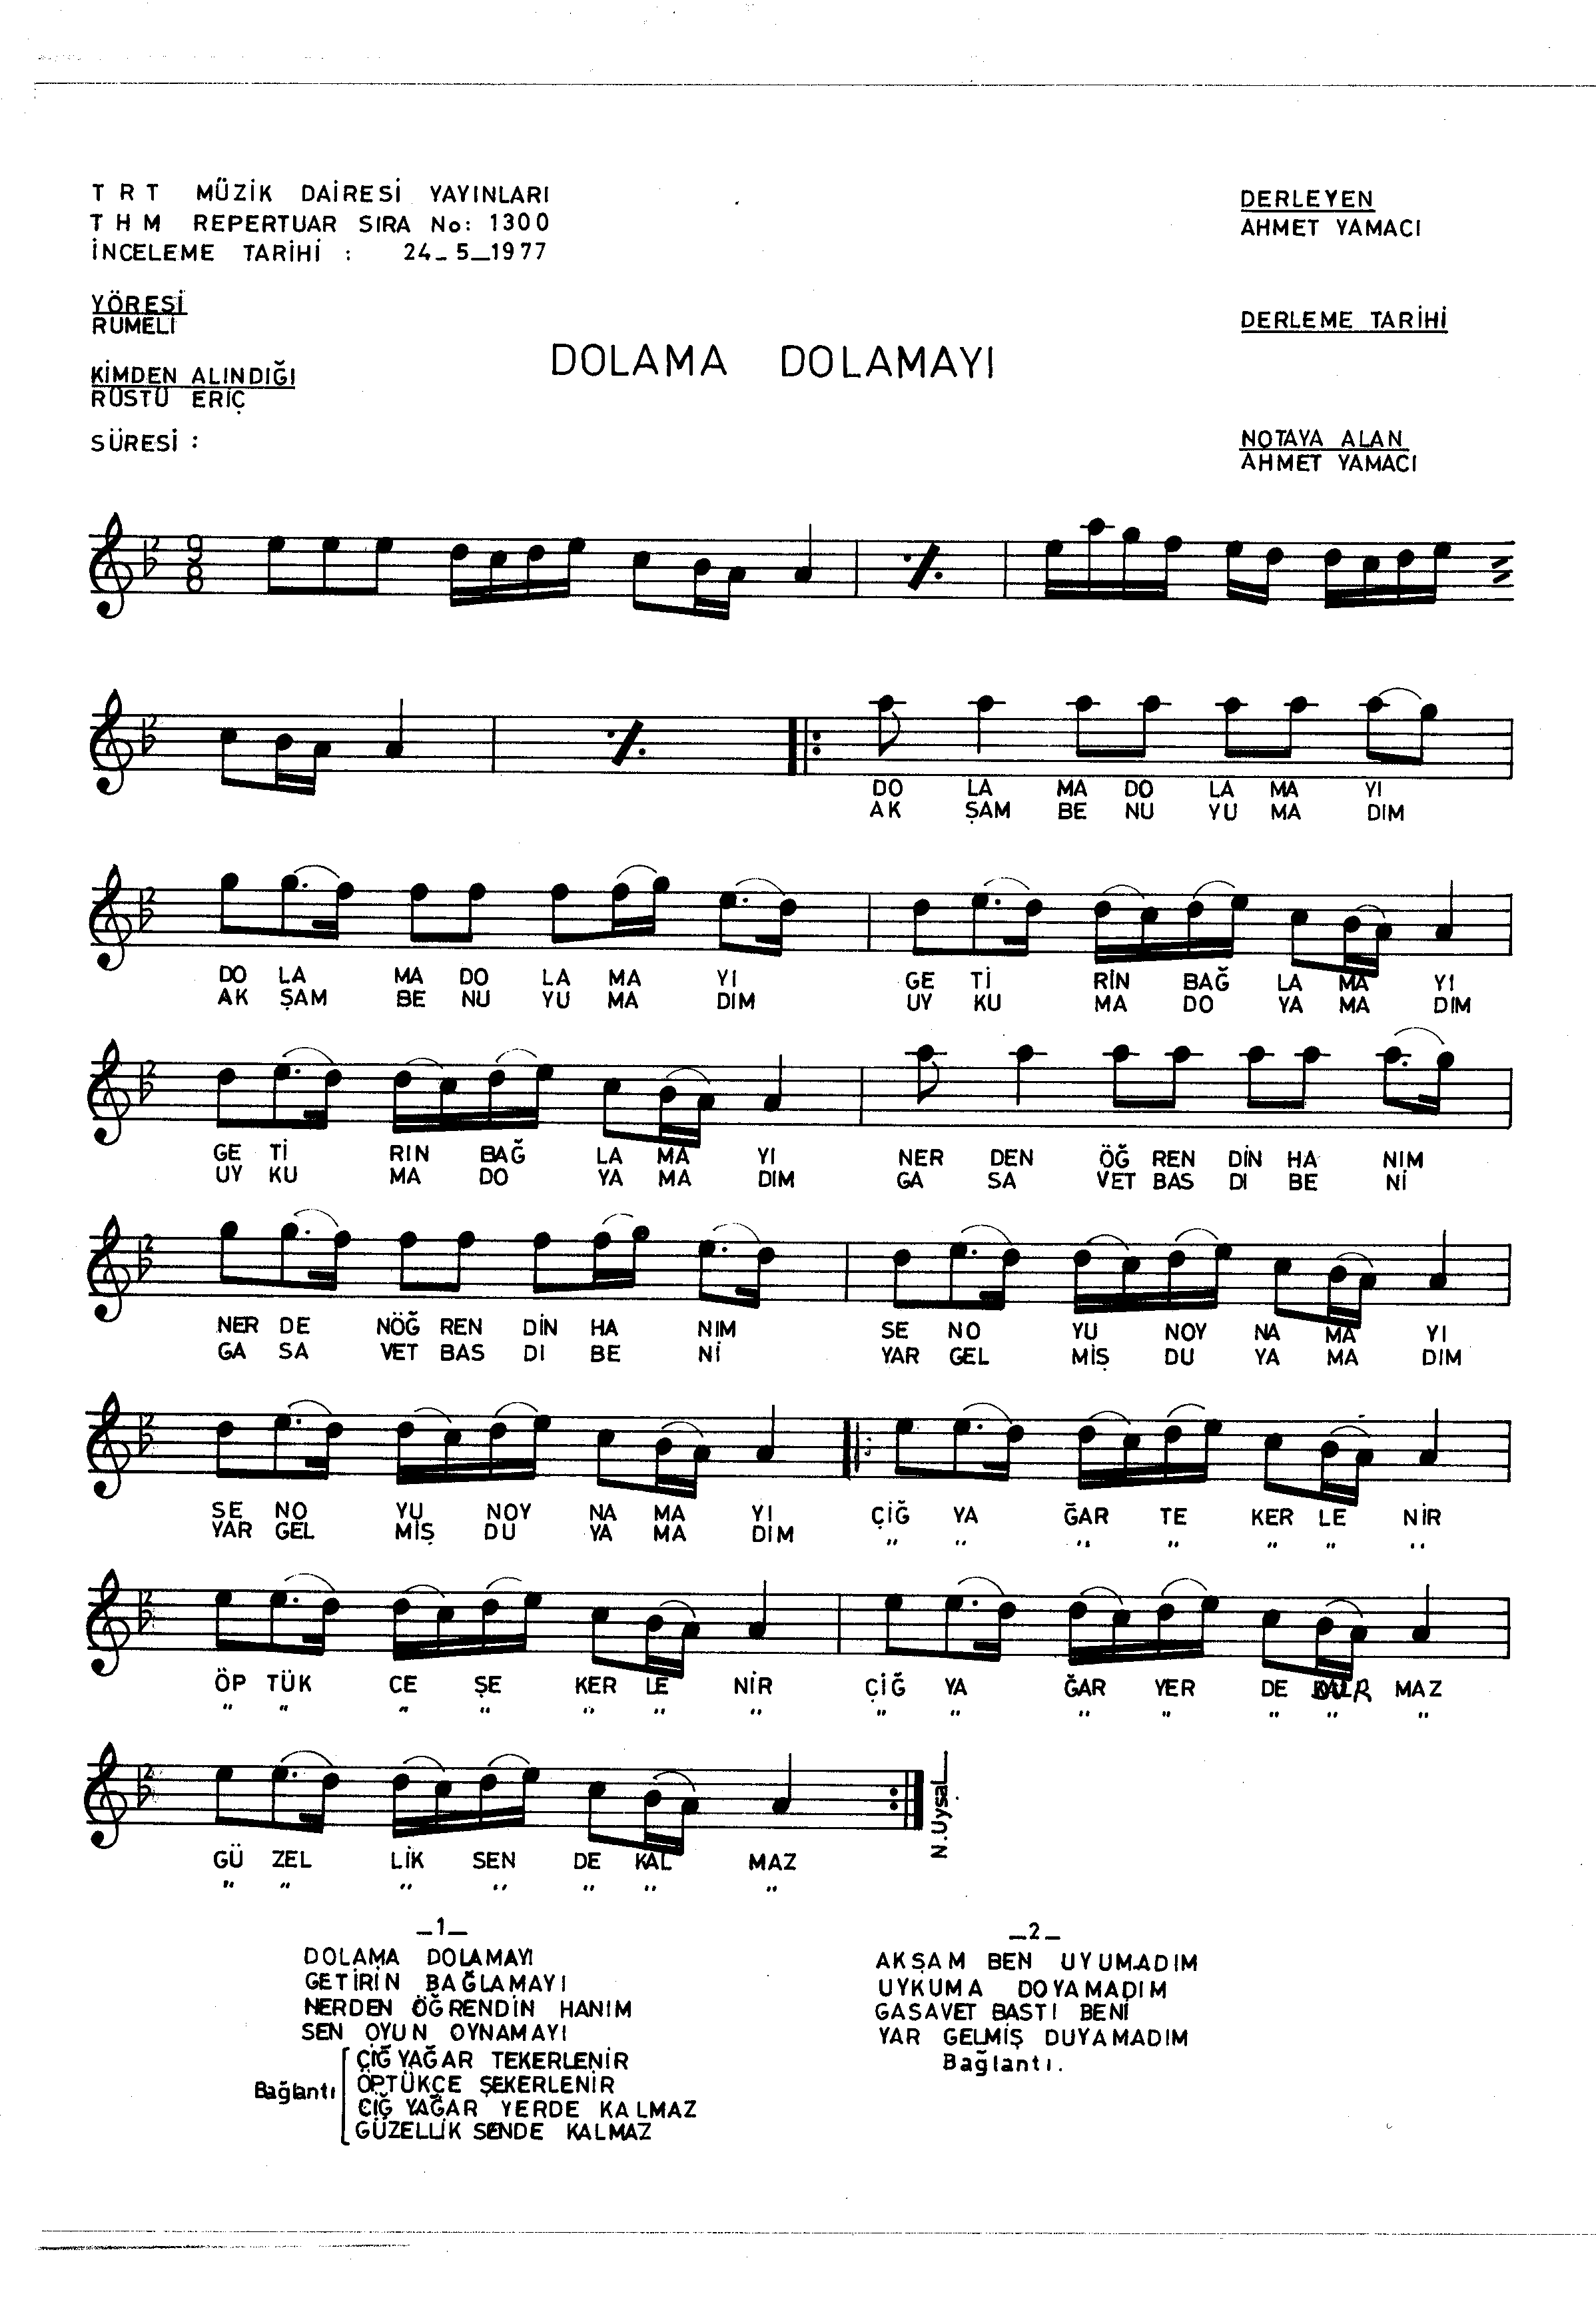 TRT MÜZİK DAİRESİ YAYINLARI
THM REPERTUAR SIRA No: 1300
İNCELEME TARİHİ : 24_5_1977
DERLEYEN
AHMET YAMACI
YÖRESİ
RUMELİ
DERLEME TARİHİ
DOLAMA DOLAMAYI
KİMDEN ALINDIĞI
RÜSTÜ ERİÇ
SÜRESİ :
NOTAYA ALAN
AHMET YAMACI
9
8
DO LA MA DO LA MA YI
AK ŞAM BE NU YU MA DIM
DO LA MA DO LA MA YI GE Tİ RİN BAĞ LA MA YI
AK ŞAM BE NU YU MA DIM UY KU MA DO YA MA DIM
GE Tİ RIN BAĞ LA MA YI NER DEN ÖĞ REN DİN HA NIM
UY KU MA DO YA MA DIM GA SA VET BAS DI BE Nİ
NER DE NÖĞ REN DİN HA NIM SE NO YU NOY NA MA YI
GA SA VET BAS DI BE Nİ YAR GEL MİŞ DU YA MA DIM
SE NO YU NOY NA MA YI ÇİĞ YA ĞAR TE KER LE NİR
YAR GEL MİŞ DU YA MA DIM " " " " " " "
ÖP TÜK CE ŞE KER LE NİR ÇİĞ YA ĞAR YER DE MAZ
" " " " " " " " " " " " " "
GÜ ZEL LİK SEN DE KAL MAZ
" " " " " " "
N.Uysal
_1_
DOLAMA DOLAMAYI
GETİRİN BAĞLAMAYI
NERDEN ÖĞRENDİN HANIM
SEN OYUN OYNAMAYI
Bağlantı
ÇİĞ YAĞAR TEKERLENİR
ÖPTÜKÇE ŞEKERLENİR
ÇİĞ YAĞAR YERDE KALMAZ
GÜZELLİK SENDE KALMAZ
_2_
AKŞAM BEN UYUMADIM
UYKUMA DOYAMADIM
GASAVET BASTI BENİ
YAR GELMİŞ DUYAMADIM
Bağlantı.